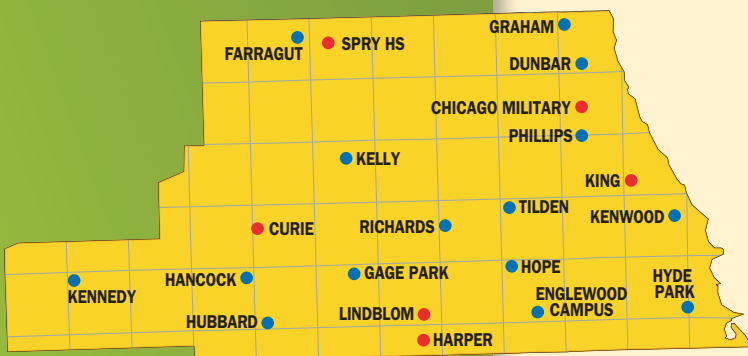 GRAHAM
FARRAGUT
SPRY HS
DUNBAR
CHICAGO MILITARY
PHILLIPS
KELLY
KING
TILDEN
KENWOOD
CURIE
RICHARDS
HANCOCK
GAGE PARK
HOPE
HYDE
PARK
KENNEDY
ENGLEWOOD
CAMPUS
HUBBARD
LINDBLOM
HARPER